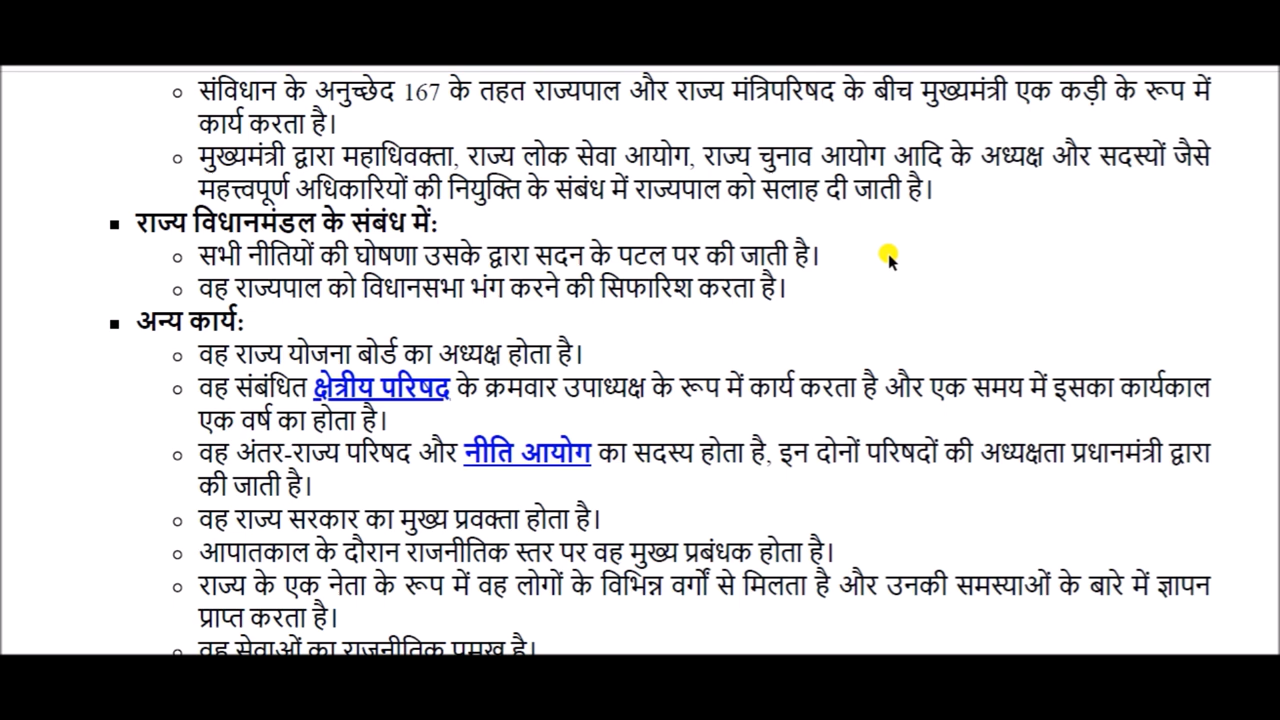 संविधान के अनुच्छेद 167 के तहत राज्यपाल और राज्य मंत्रिपरिषद के बीच मुख्यमंत्री एक कड़ी के रूप में
कार्य करता है।
मुख्यमंत्री द्वारा महाधिवक्ता, राज्य लोक सेवा आयोग, राज्य चुनाव आयोग आदि के अध्यक्ष और सदस्यों जैसे
महत्त्वपूर्ण अधिकारियों की नियुक्ति के संबंध में राज्यपाल को सलाह दी जाती है।
राज्य विधानमंडल के संबंध में:
सभी नीतियों की घोषणा उसके द्वारा सदन के पटल पर की जाती है।
वह राज्यपाल को विधानसभा भंग करने की सिफारिश करता है।
अन्य कार्य:
वह राज्य योजना बोर्ड का अध्यक्ष होता है।
वह संबंधित क्षेत्रीय परिषद के क्रमवार उपाध्यक्ष के रूप में कार्य करता है और एक समय में इसका कार्यकाल
एक वर्ष का होता है।
वह अंतर-राज्य परिषद और नीति आयोग का सदस्य होता है, इन दोनों परिषदों की अध्यक्षता प्रधानमंत्री द्वारा
की जाती है।
वह राज्य सरकार का मुख्य प्रवक्ता होता है।
आपातकाल के दौरान राजनीतिक स्तर पर वह मुख्य प्रबंधक होता है।
राज्य के एक नेता के रूप में वह लोगों के विभिन्न वर्गों से मिलता है और उनकी समस्याओं के बारे में ज्ञापन
प्राप्त करता है।
वह सेवाओं का राजनीतिक प्रमुख है।